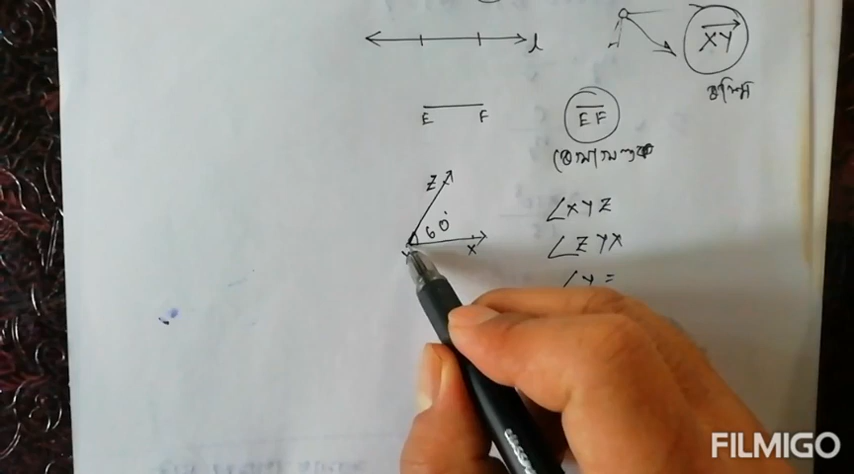 l
XY
রশ্মি
E F
EF
Z
60°
Y X
∠XYZ
∠ZYX
∠Y =
FILMIGO